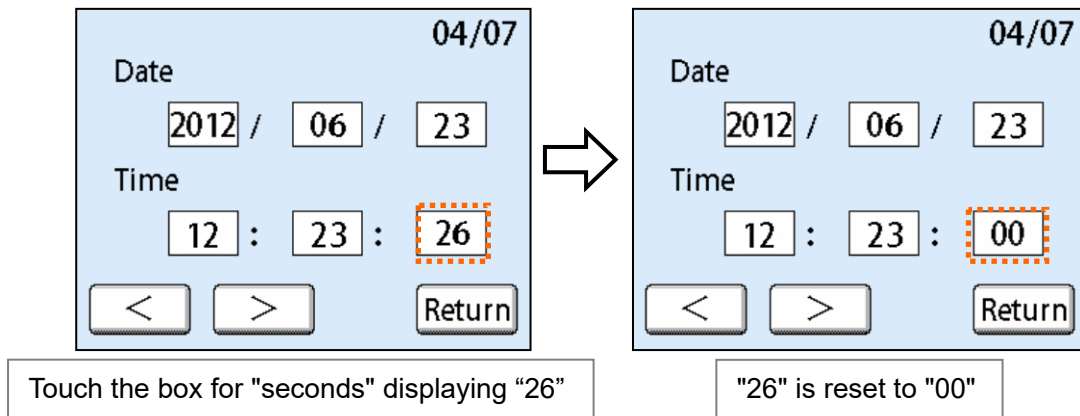 04/07
Date
2012 / 06 / 23
Time
12 : 23 : 26
< > Return
Touch the box for "seconds" displaying “26”
04/07
Date
2012 / 06 / 23
Time
12 : 23 : 00
< > Return
"26" is reset to "00"